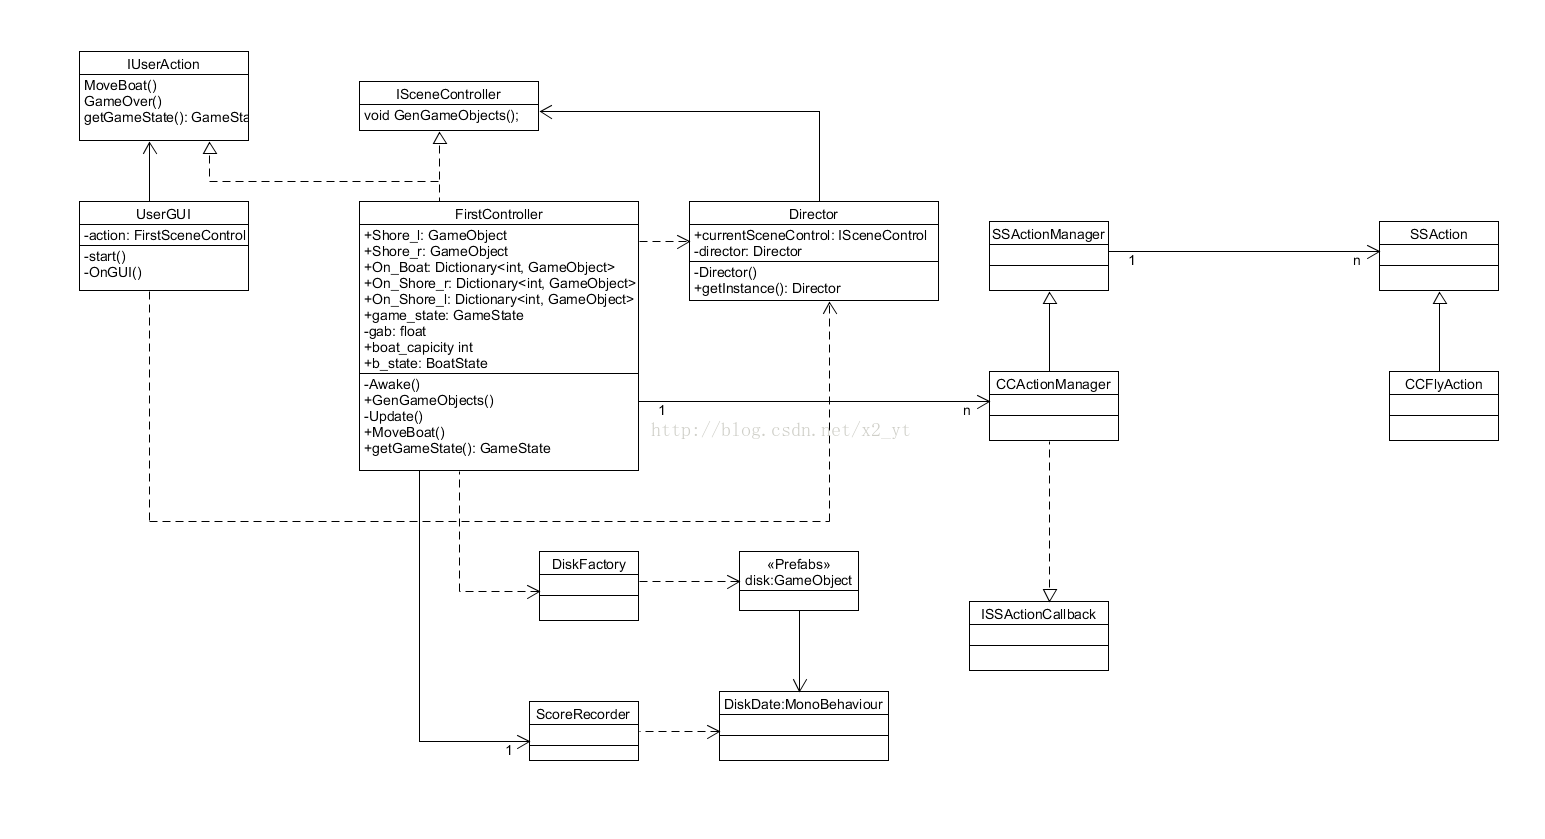 IUserAction
MoveBoat()
GameOver()
getGameState(): GameSta
ISceneController
void GenGameObjects();
UserGUI
-action: FirstSceneControl
-start()
-OnGUI()
FirstController
+Shore_l: GameObject
+Shore_r: GameObject
+On_Boat: Dictionary<int, GameObject>
+On_Shore_r: Dictionary<int, GameObject>
+On_Shore_l: Dictionary<int, GameObject>
+game_state: GameState
-gab: float
+boat_capicity int
+b_state: BoatState
-Awake()
+GenGameObjects()
-Update()
+MoveBoat()
+getGameState(): GameState
Director
+currentSceneControl: ISceneControl
-director: Director
-Director()
+getInstance(): Director
SSActionManager
1
n
SSAction
CCActionManager
1
n
CCFlyAction
http://blog.csdn.net/x2_yt
DiskFactory
«Prefabs»
disk:GameObject
ISSActionCallback
ScoreRecorder
1
DiskDate:MonoBehaviour